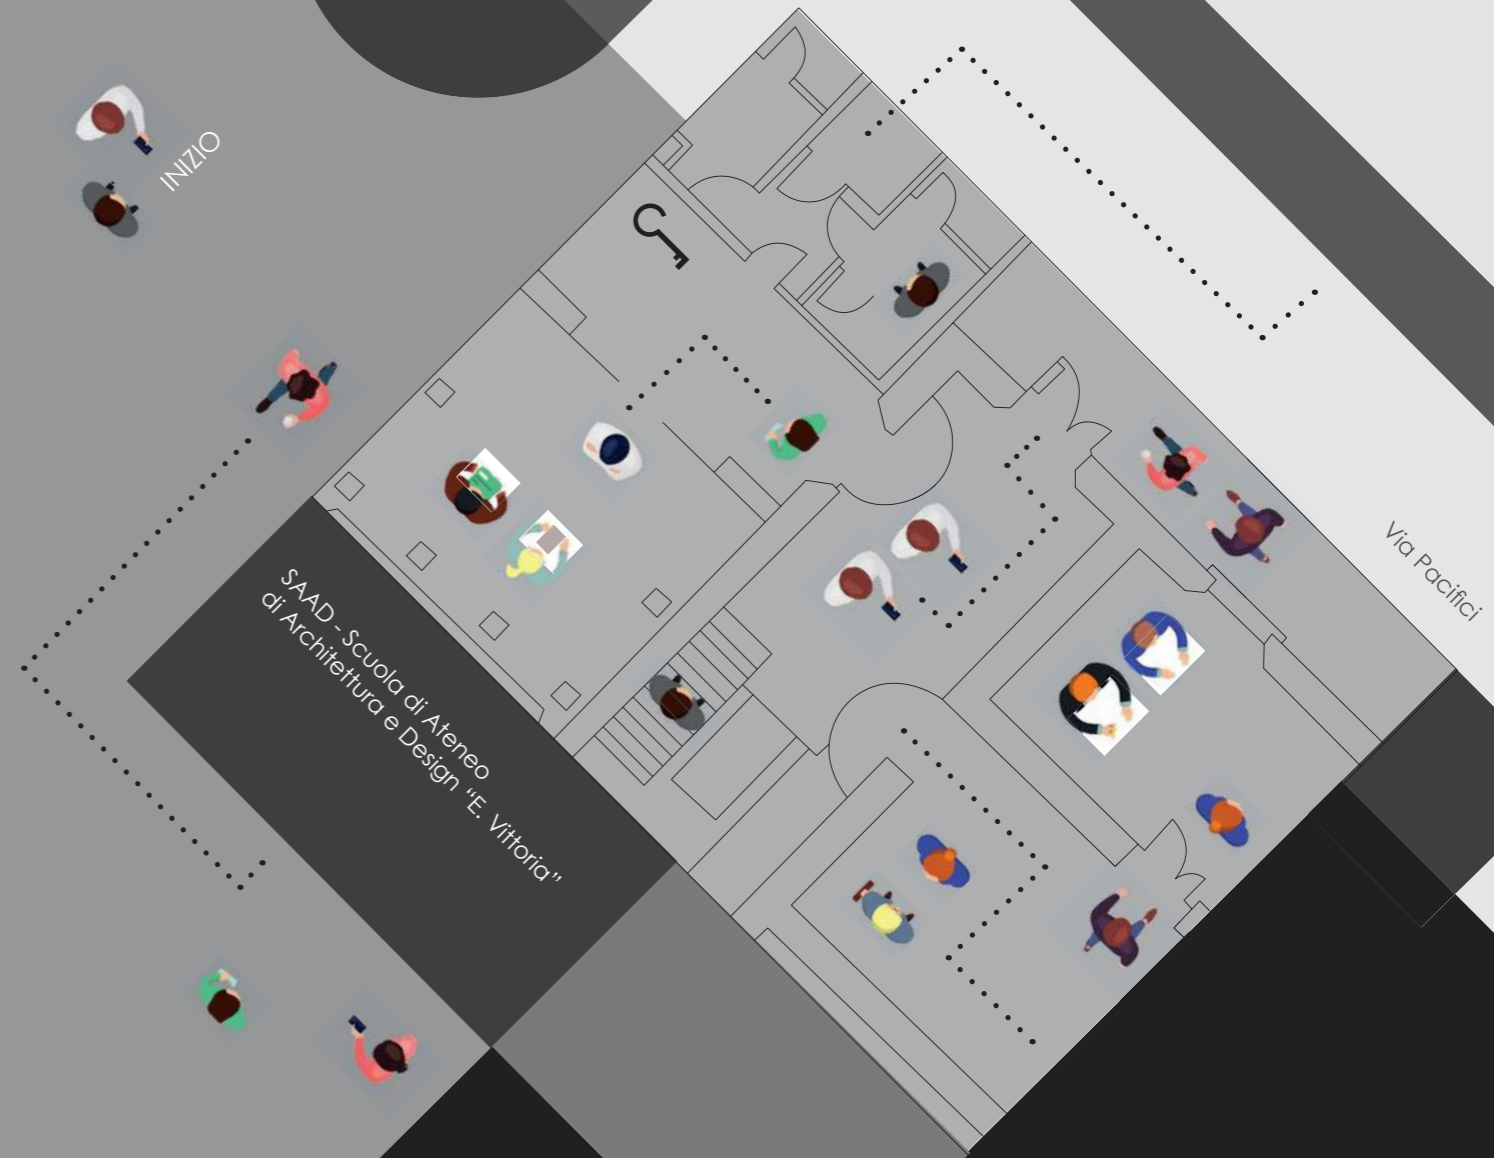 INIZIO
SAAD - Scuola di Ateneo
di Architettura e Design “E. Vittoria”
Via Pacifici